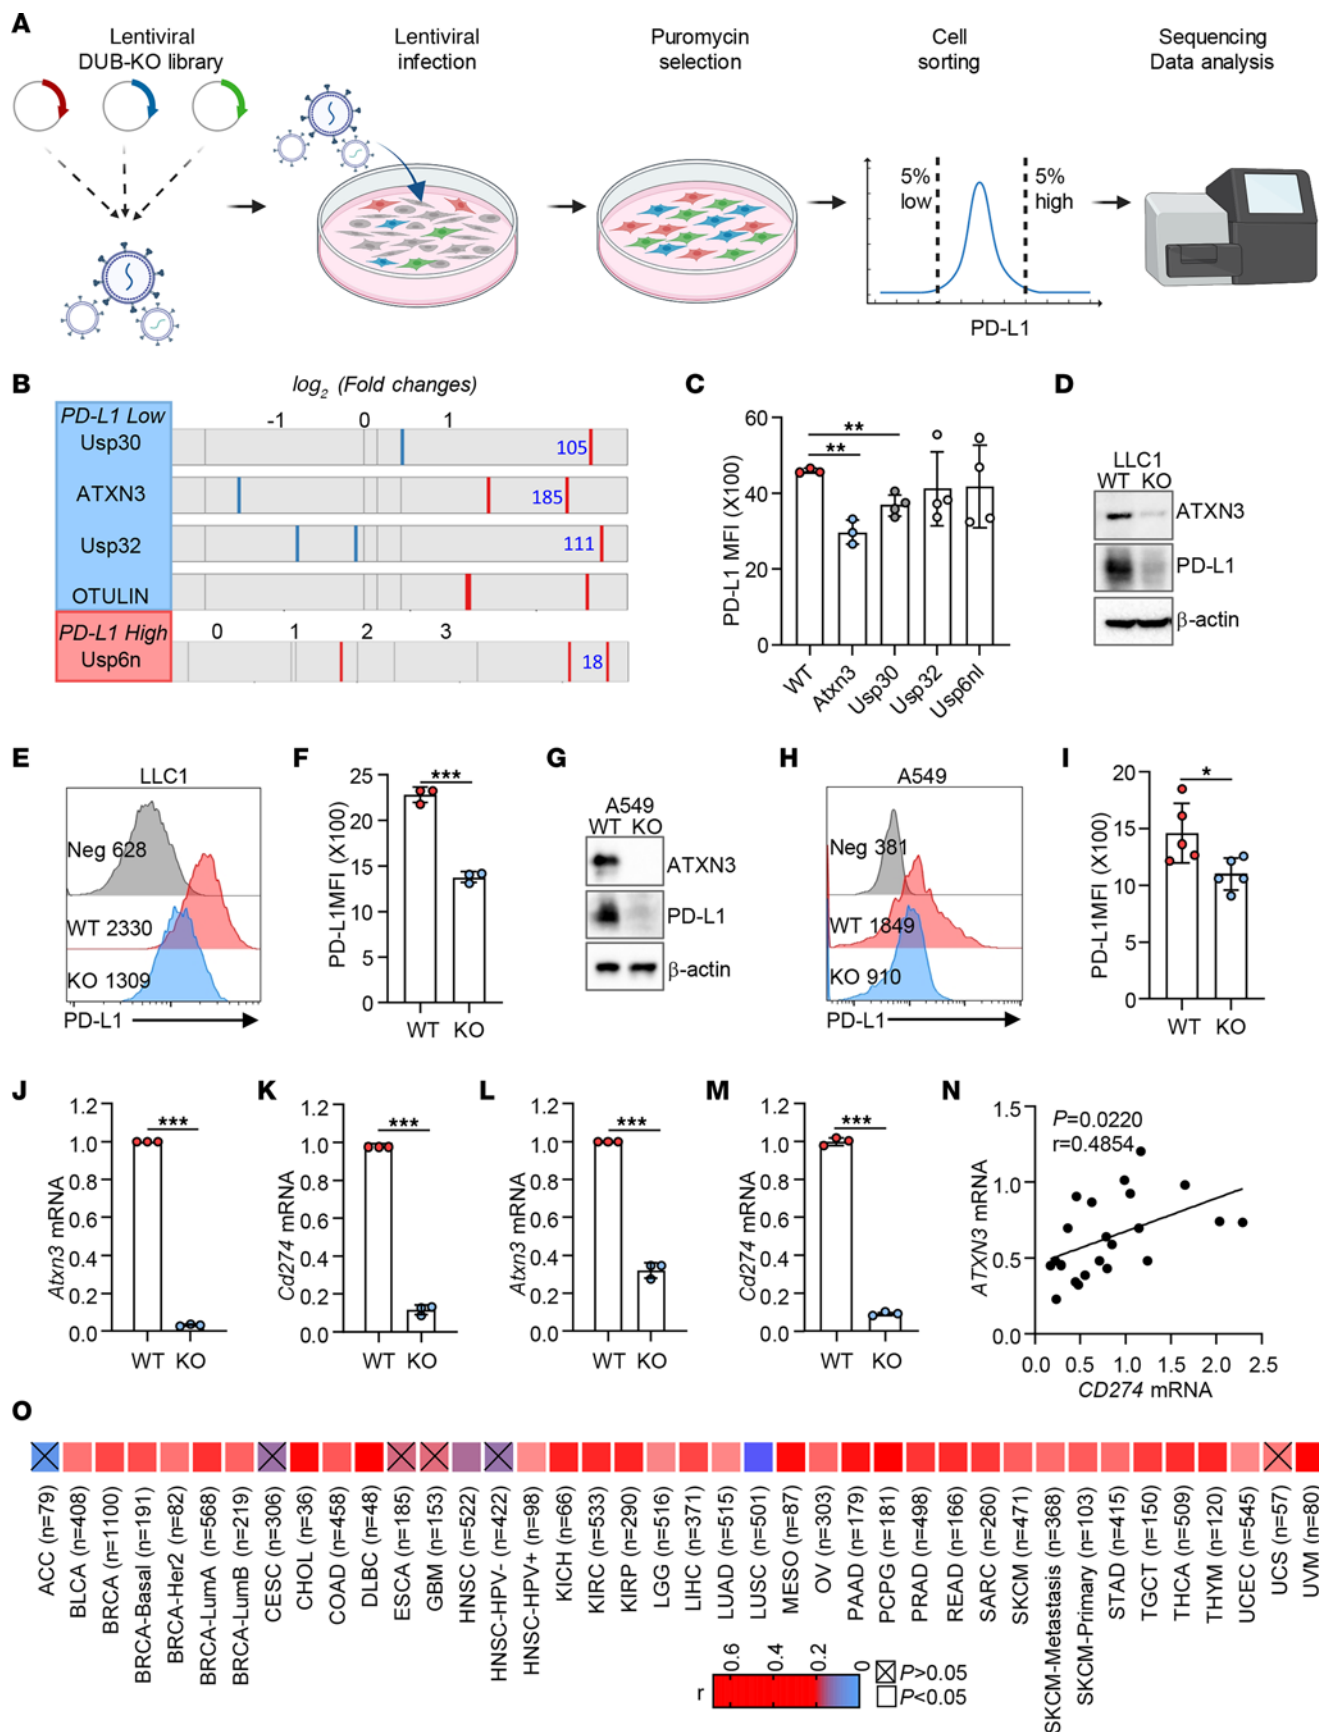 A
Lentiviral
DUB-KO library
Lentiviral
infection
Puromycin
selection
Cell
sorting
Sequencing
Data analysis
5%
low
5%
high
PD-L1
B
log2 (Fold changes)
PD-L1 Low
-1 0 1
Usp30
105
ATXN3
185
Usp32
111
OTULIN
PD-L1 High
0 1 2 3
Usp6n
18
C
PD-L1 MFI (X100)
60
40
20
0
**
**
WT
Atxn3
Usp30
Usp32
Usp6nl
D
LLC1
WT KO
ATXN3
PD-L1
β-actin
E
LLC1
Neg 628
WT 2330
KO 1309
PD-L1
F
PD-L1MFI (X100)
25
20
15
10
5
0
***
WT KO
G
A549
WT KO
ATXN3
PD-L1
β-actin
H
A549
Neg 381
WT 1849
KO 910
PD-L1
I
PD-L1MFI (X100)
20
15
10
5
0
*
WT KO
J
Atxn3 mRNA
1.2
1.0
0.8
0.6
0.4
0.2
0.0
***
WT KO
K
Cd274 mRNA
1.2
1.0
0.8
0.6
0.4
0.2
0.0
***
WT KO
L
Atxn3 mRNA
1.2
1.0
0.8
0.6
0.4
0.2
0.0
***
WT KO
M
Cd274 mRNA
1.2
1.0
0.8
0.6
0.4
0.2
0.0
***
WT KO
N
ATXN3 mRNA
1.5
1.0
0.5
0.0
P=0.0220
r=0.4854
0.0 0.5 1.0 1.5 2.0 2.5
CD274 mRNA
O
ACC (n=79)
BLCA (n=408)
BRCA (n=1100)
BRCA-Basal (n=191)
BRCA-Her2 (n=82)
BRCA-LumA (n=568)
BRCA-LumB (n=219)
CESC (n=306)
CHOL (n=36)
COAD (n=458)
DLBC (n=48)
ESCA (n=185)
GBM (n=153)
HNSC (n=522)
HNSC-HPV- (n=422)
HNSC-HPV+ (n=98)
KICH (n=66)
KIRC (n=533)
KIRP (n=290)
LGG (n=516)
LIHC (n=371)
LUAD (n=515)
LUSC (n=501)
MESO (n=87)
OV (n=303)
PAAD (n=179)
PCPG (n=181)
PRAD (n=498)
READ (n=166)
SARC (n=260)
SKCM (n=471)
SKCM-Metastasis (n=368)
SKCM-Primary (n=103)
STAD (n=415)
TGCT (n=150)
THCA (n=509)
THYM (n=120)
UCEC (n=545)
UCS (n=57)
UVM (n=80)
r
0.6
0.4
0.2
0
P>0.05
P<0.05